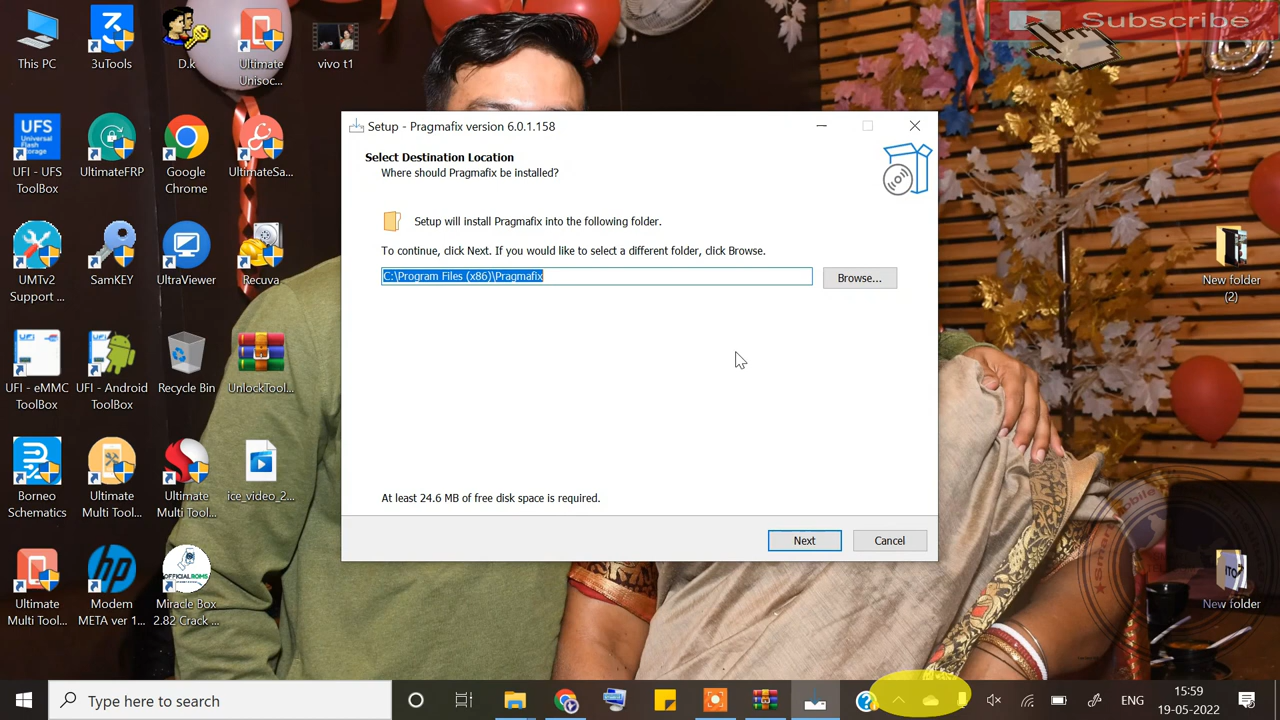 Subscribe
This PC
3uTools
D.k
Ultimate
Unisoc...
vivo t1
UFS
Universal
Flash
Storage
UFI - UFS
ToolBox
UltimateFRP
Google
Chrome
UltimateSa...
UMTv2
Support ...
SamKEY
UltraViewer
Recuva
UFI - eMMC
ToolBox
UFI - Android
ToolBox
Recycle Bin
UnlockTool...
Borneo
Schematics
Ultimate
Multi Tool...
Ultimate
Multi Tool...
ice_video_2...
Ultimate
Multi Tool...
hp
Modem
META ver 1...
OFFICIALROMS
Miracle Box
2.82 Crack ...
Setup - Pragmafix version 6.0.1.158
Select Destination Location
Where should Pragmafix be installed?
Setup will install Pragmafix into the following folder.
To continue, click Next. If you would like to select a different folder, click Browse.
C:\Program Files (x86)\Pragmafix
Browse...
At least 24.6 MB of free disk space is required.
Next
Cancel
New folder
(2)
New folder
Type here to search
ENG
15:59
19-05-2022